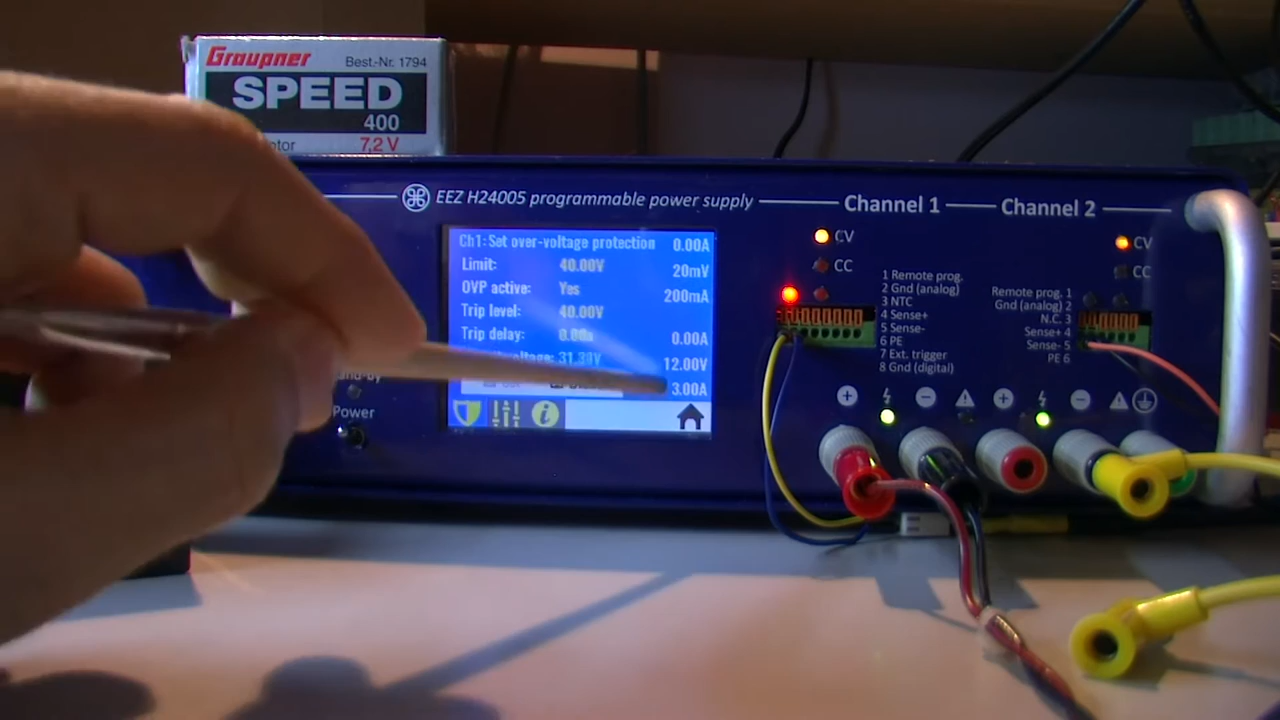 Graupner Best.-Nr. 1794
SPEED
400
otor 7,2 V
EEZ H24005 programmable power supply
Channel 1
Channel 2
Ch1: Set over-voltage protection 0.00A
Limit: 40.00V 20mV
OVP active: Yes 200mA
Trip level: 40.00V
Trip delay: 0.00A
31.39V 12.00V
3.00A
Power
CV
CC
1 Remote prog.
2 Gnd (analog)
3 NTC
4 Sense+
5 Sense-
6 PE
7 Ext. trigger
8 Gnd (digital)
CV
CC
Remote prog. 1
Gnd (analog) 2
N.C. 3
Sense+ 4
Sense- 5
PE 6